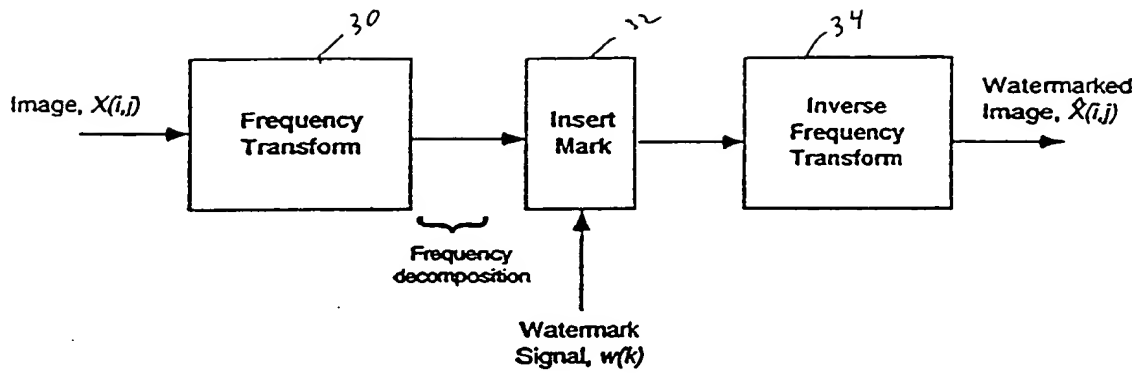 30
32
34
Image, X(i,j)
Frequency
Transform
Insert
Mark
Inverse
Frequency
Transform
Watermarked
Image, X̂(i,j)
Frequency
decomposition
Watermark
Signal, w(k)